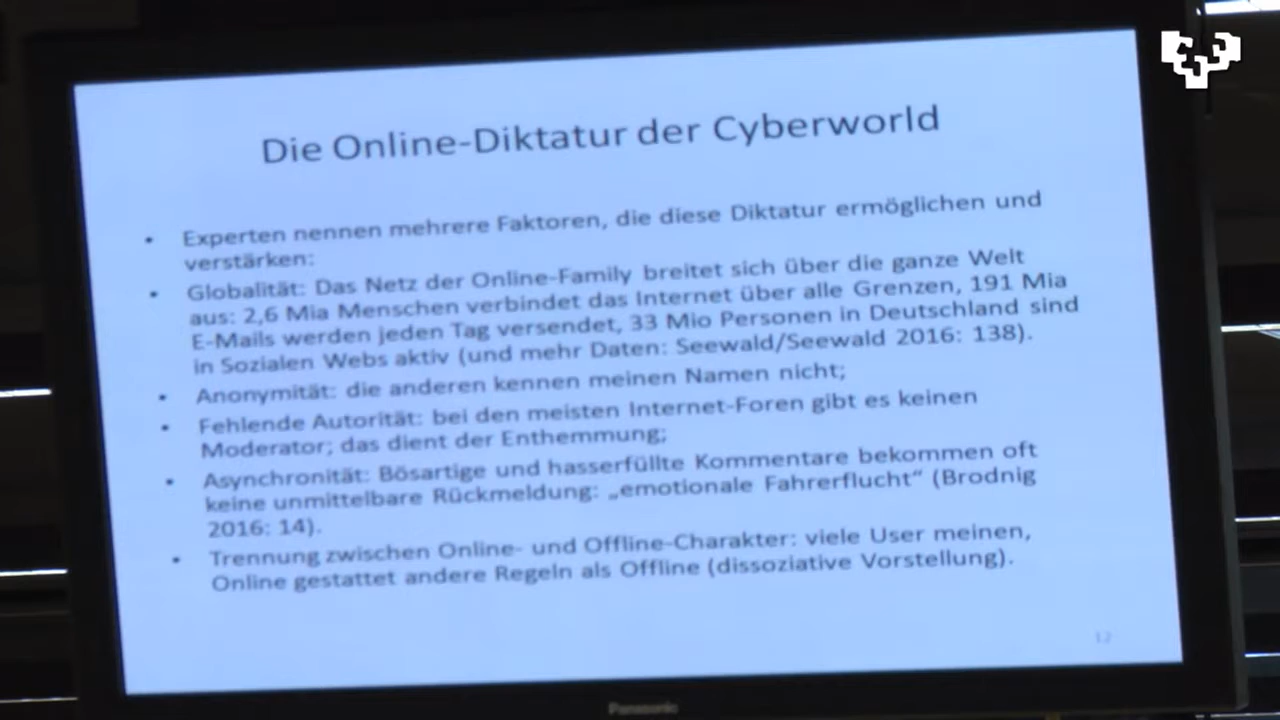 Die Online-Diktatur der Cyberworld
• Experten nennen mehrere Faktoren, die diese Diktatur ermöglichen und
verstärken:
• Globalität: Das Netz der Online-Family breitet sich über die ganze Welt
aus: 2,6 Mia Menschen verbindet das Internet über alle Grenzen, 191 Mia
E-Mails werden jeden Tag versendet, 33 Mio Personen in Deutschland sind
in Sozialen Webs aktiv (und mehr Daten: Seewald/Seewald 2016: 138).
• Anonymität: die anderen kennen meinen Namen nicht;
• Fehlende Autorität: bei den meisten Internet-Foren gibt es keinen
Moderator; das dient der Enthemmung;
• Asynchronität: Bösartige und hasserfüllte Kommentare bekommen oft
keine unmittelbare Rückmeldung: „emotionale Fahrerflucht“ (Brodnig
2016: 14).
• Trennung zwischen Online- und Offline-Charakter: viele User meinen,
Online gestattet andere Regeln als Offline (dissoziative Vorstellung).
12
Panasonic